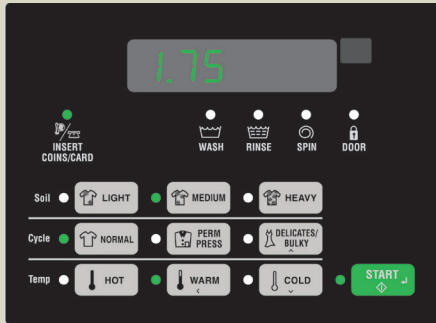 1.75
INSERT
COINS/CARD
WASH RINSE SPIN DOOR
Soil LIGHT MEDIUM HEAVY
Cycle NORMAL PERM
PRESS DELICATES/
BULKY
Temp HOT WARM COLD START